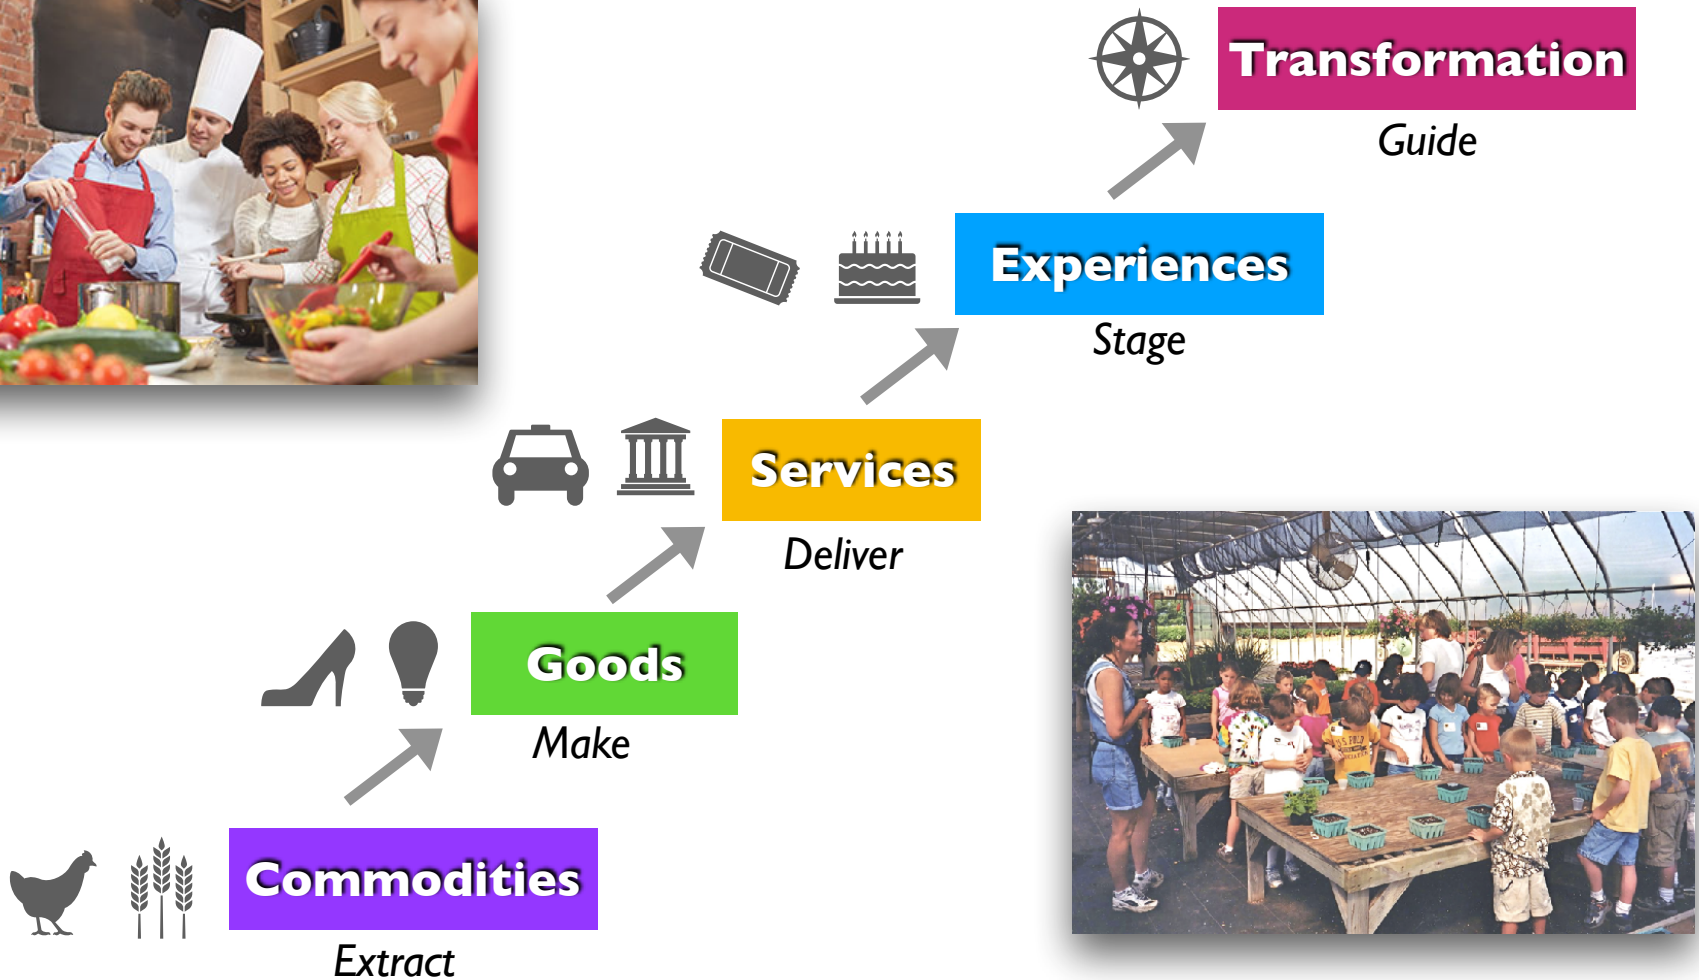 Transformation
Guide
Experiences
Stage
Services
Deliver
Goods
Make
Commodities
Extract